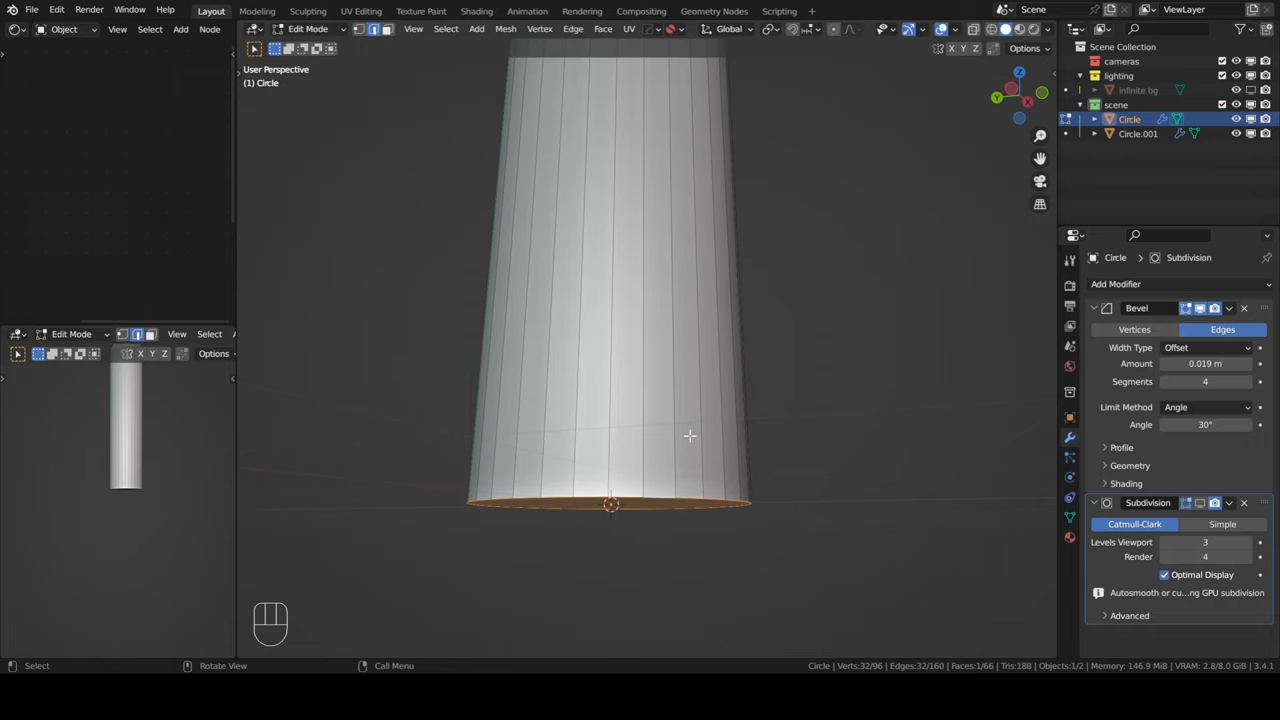 File Edit Render Window Help Layout Modeling Sculpting UV Editing Texture Paint Shading Animation Rendering Compositing Geometry Nodes Scripting + Scene ViewLayer
Object View Select Add Node
Edit Mode View Select Add Mesh Vertex Edge Face UV Global
X Y Z Options
User Perspective
(1) Circle
Z
Y
X
Scene Collection
cameras
lighting
infinite bg
scene
Circle
Circle.001
Circle > Subdivision
Add Modifier
Bevel
Vertices Edges
Width Type Offset
Amount 0.019 m
Segments 4
Limit Method Angle
Angle 30°
Profile
Geometry
Shading
Subdivision
Catmull-Clark Simple
Levels Viewport 3
Render 4
Optimal Display
Autosmooth or cu...ng GPU subdivision
Advanced
Edit Mode View Select
X Y Z Options
Select Rotate View Call Menu Circle | Verts:32/96 | Edges:32/160 | Faces:1/66 | Tris:188 | Objects:1/2 | Memory: 146.9 MiB | VRAM: 2.8/8.0 GiB | 3.4.1